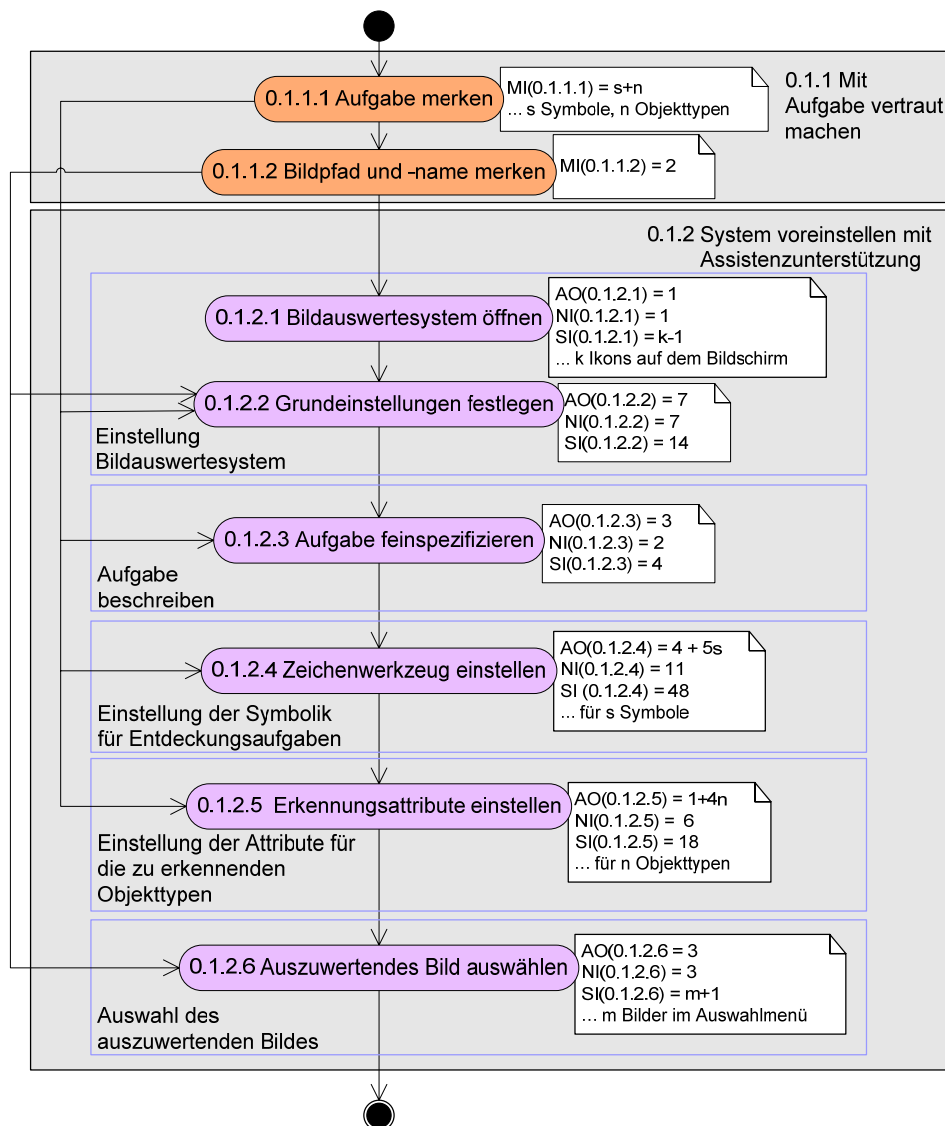 0.1.1 Mit
Aufgabe vertraut
machen
0.1.1.1 Aufgabe merken
MI(0.1.1.1) = s+n
... s Symbole, n Objekttypen
0.1.1.2 Bildpfad und -name merken
MI(0.1.1.2) = 2
0.1.2 System voreinstellen mit
Assistenzunterstützung
0.1.2.1 Bildauswertesystem öffnen
AO(0.1.2.1) = 1
NI(0.1.2.1) = 1
SI(0.1.2.1) = k-1
... k Ikons auf dem Bildschirm
0.1.2.2 Grundeinstellungen festlegen
AO(0.1.2.2) = 7
NI(0.1.2.2) = 7
SI(0.1.2.2) = 14
Einstellung
Bildauswertesystem
0.1.2.3 Aufgabe feinspezifizieren
AO(0.1.2.3) = 3
NI(0.1.2.3) = 2
SI(0.1.2.3) = 4
Aufgabe
beschreiben
0.1.2.4 Zeichenwerkzeug einstellen
AO(0.1.2.4) = 4 + 5s
NI(0.1.2.4) = 11
SI (0.1.2.4) = 48
... für s Symbole
Einstellung der Symbolik
für Entdeckungsaufgaben
0.1.2.5 Erkennungsattribute einstellen
AO(0.1.2.5) = 1+4n
NI(0.1.2.5) = 6
SI(0.1.2.5) = 18
... für n Objekttypen
Einstellung der Attribute für
die zu erkennenden
Objekttypen
0.1.2.6 Auszuwertendes Bild auswählen
AO(0.1.2.6 = 3
NI(0.1.2.6) = 3
SI(0.1.2.6) = m+1
... m Bilder im Auswahlmenü
Auswahl des
auszuwertenden Bildes